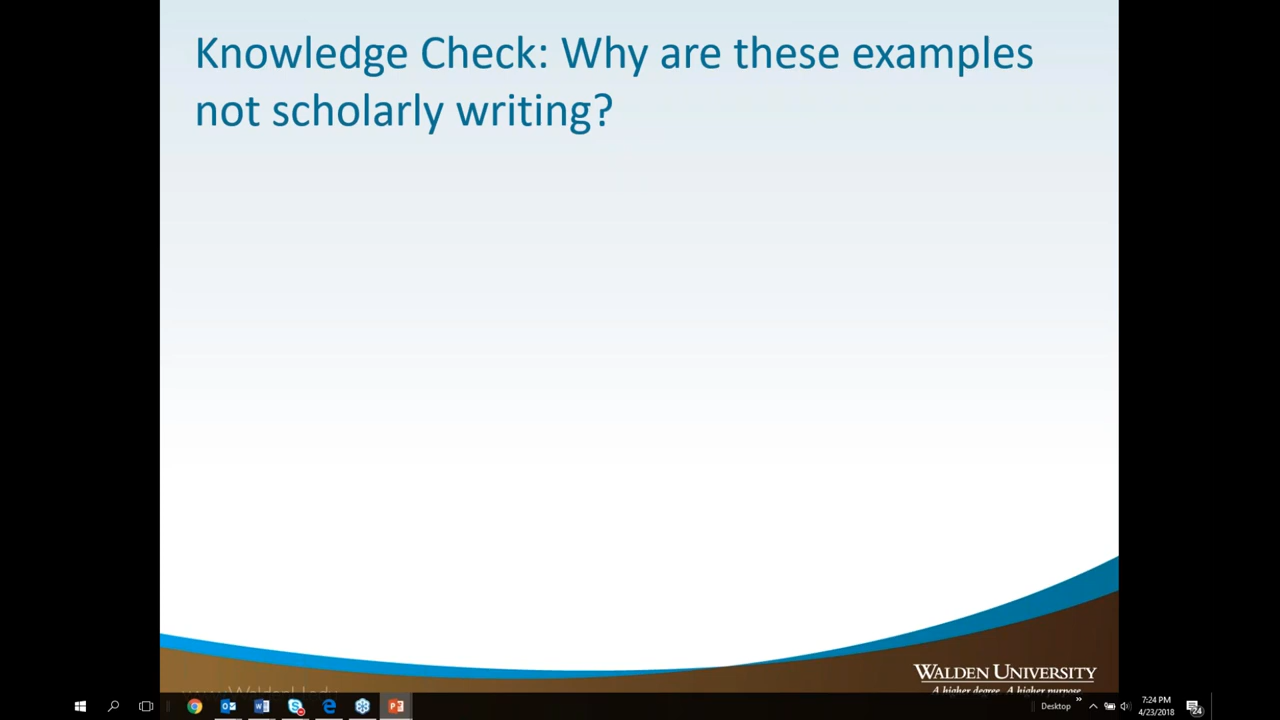 Knowledge Check: Why are these examples
not scholarly writing?
WALDEN UNIVERSITY
A higher degree. A higher purpose.
Desktop
7:24 PM
4/23/2018
24